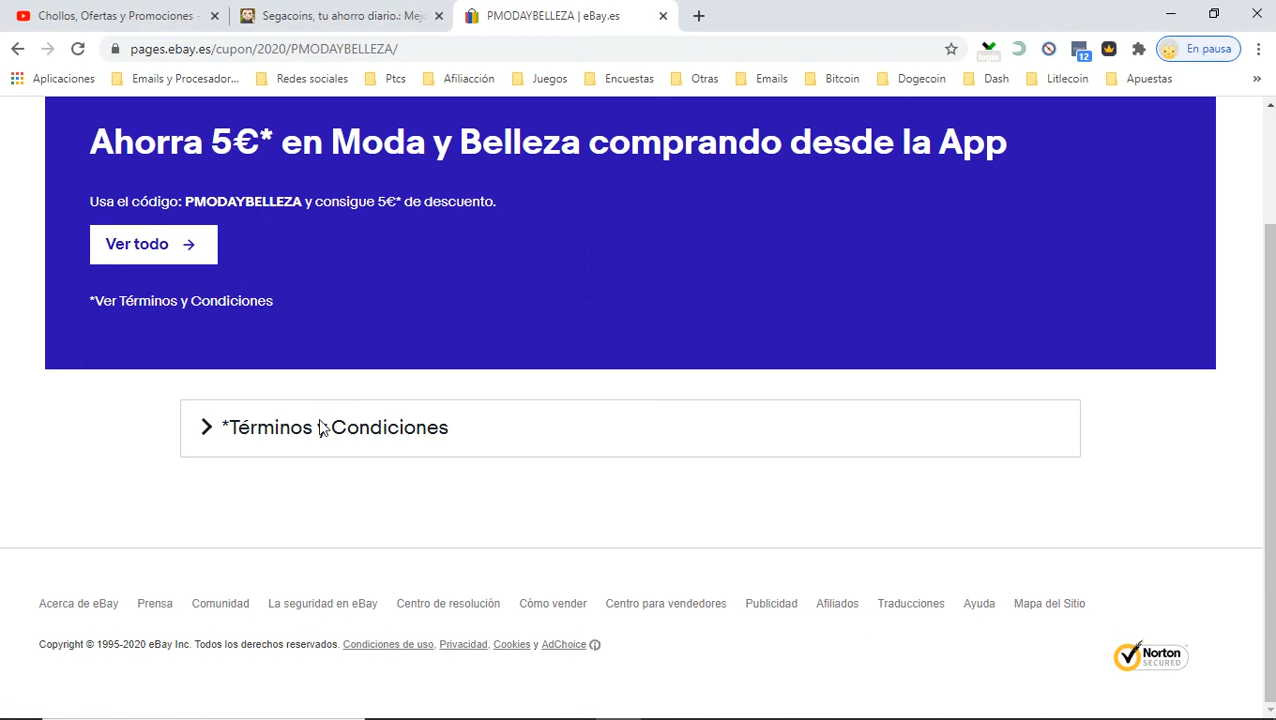 Chollos, Ofertas y Promociones -
Segacoins, tu ahorro diario.: Mejo
PMODAYBELLEZA | eBay.es
pages.ebay.es/cupon/2020/PMODAYBELLEZA/
12
En pausa
Aplicaciones
Emails y Procesador...
Redes sociales
Ptcs
Afiliacción
Juegos
Encuestas
Otras
Emails
Bitcoin
Dogecoin
Dash
Litlecoin
Apuestas
»
Ahorra 5€* en Moda y Belleza comprando desde la App
Usa el código: PMODAYBELLEZA y consigue 5€* de descuento.
Ver todo →
*Ver Términos y Condiciones
*Términos y Condiciones
Acerca de eBay
Prensa
Comunidad
La seguridad en eBay
Centro de resolución
Cómo vender
Centro para vendedores
Publicidad
Afiliados
Traducciones
Ayuda
Mapa del Sitio
Copyright © 1995-2020 eBay Inc. Todos los derechos reservados. Condiciones de uso, Privacidad, Cookies y AdChoice
Norton
SECURED